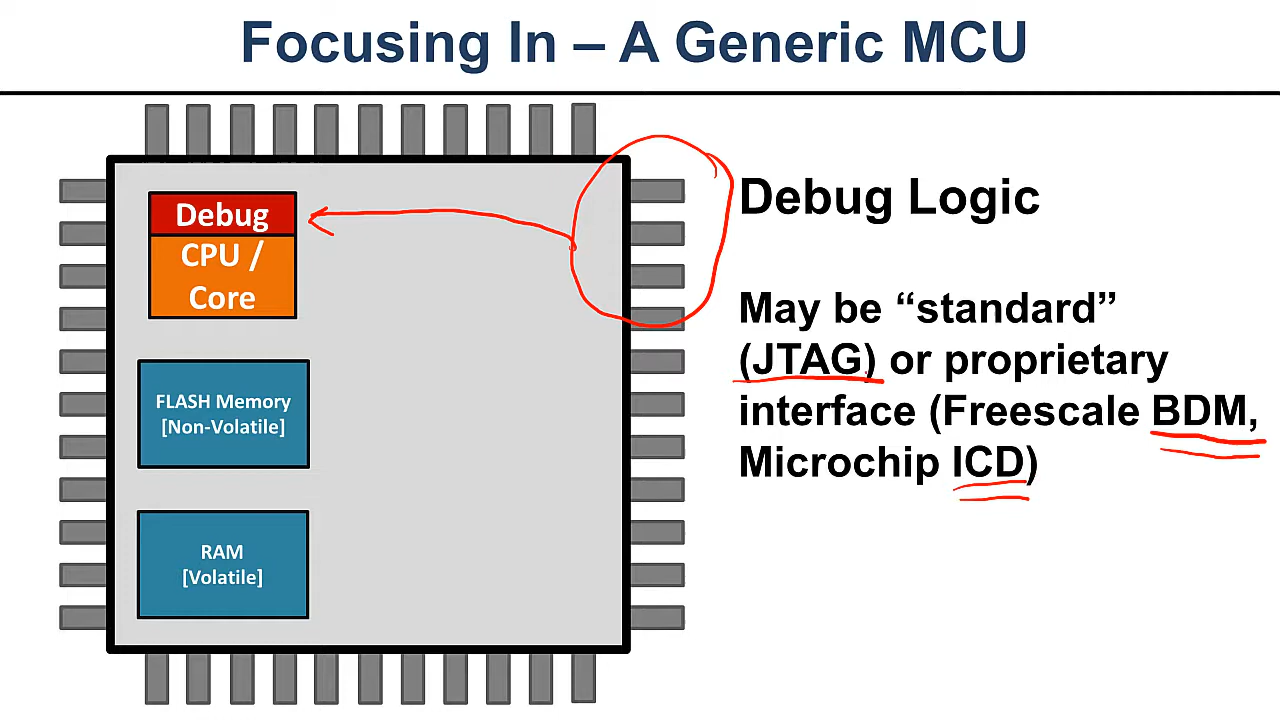 Focusing In – A Generic MCU
Debug
CPU /
Core
FLASH Memory
[Non-Volatile]
RAM
[Volatile]
Debug Logic
May be “standard”
(JTAG) or proprietary
interface (Freescale BDM,
Microchip ICD)